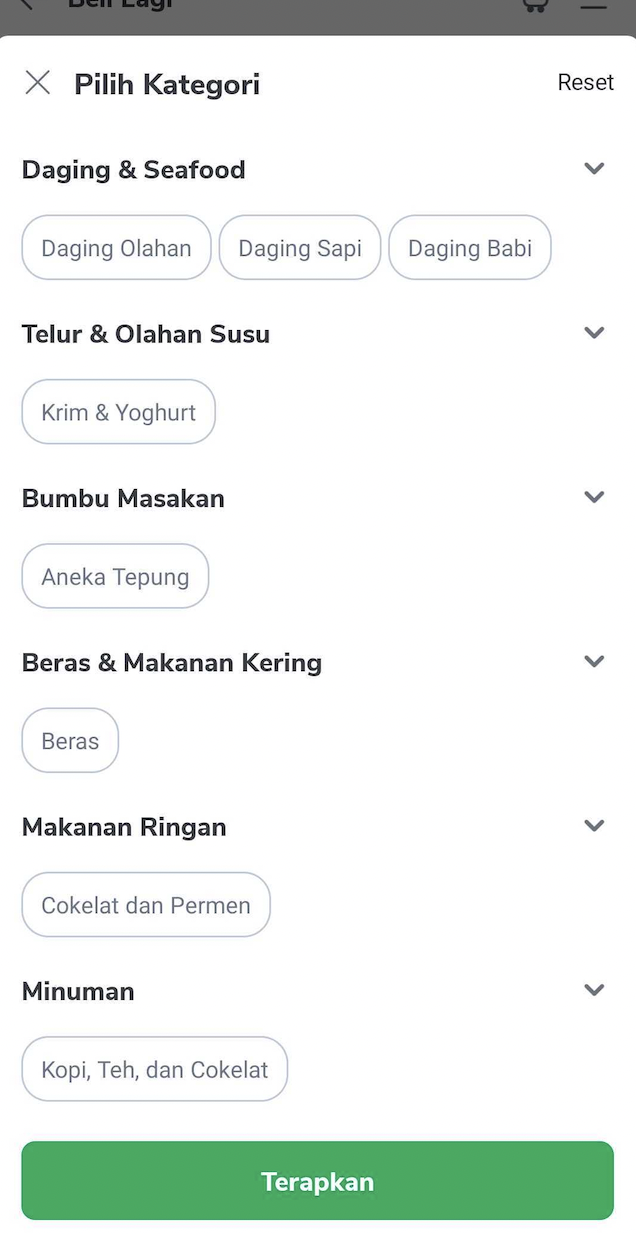 Beli Lagi
Pilih Kategori
Reset
Daging & Seafood
Daging Olahan
Daging Sapi
Daging Babi
Telur & Olahan Susu
Krim & Yoghurt
Bumbu Masakan
Aneka Tepung
Beras & Makanan Kering
Beras
Makanan Ringan
Cokelat dan Permen
Minuman
Kopi, Teh, dan Cokelat
Terapkan